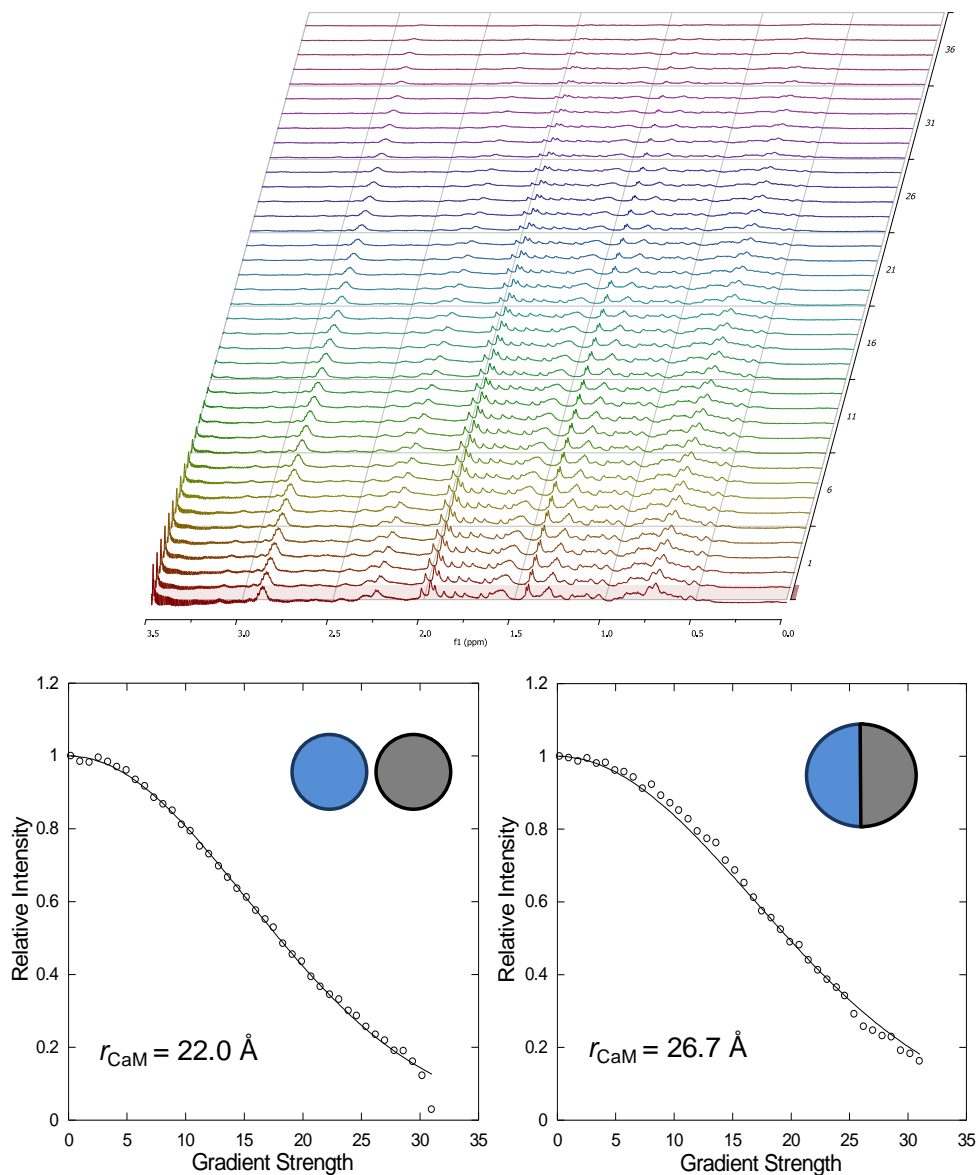 36
31
26
21
16
11
6
1
3.5 3.0 2.5 2.0 1.5 1.0 0.5 0.0
f1 (ppm)
1.2
1
0.8
0.6
0.4
0.2
0
Relative Intensity
rCaM = 22.0 Å
0 5 10 15 20 25 30 35
Gradient Strength
1.2
1
0.8
0.6
0.4
0.2
0
Relative Intensity
rCaM = 26.7 Å
0 5 10 15 20 25 30 35
Gradient Strength